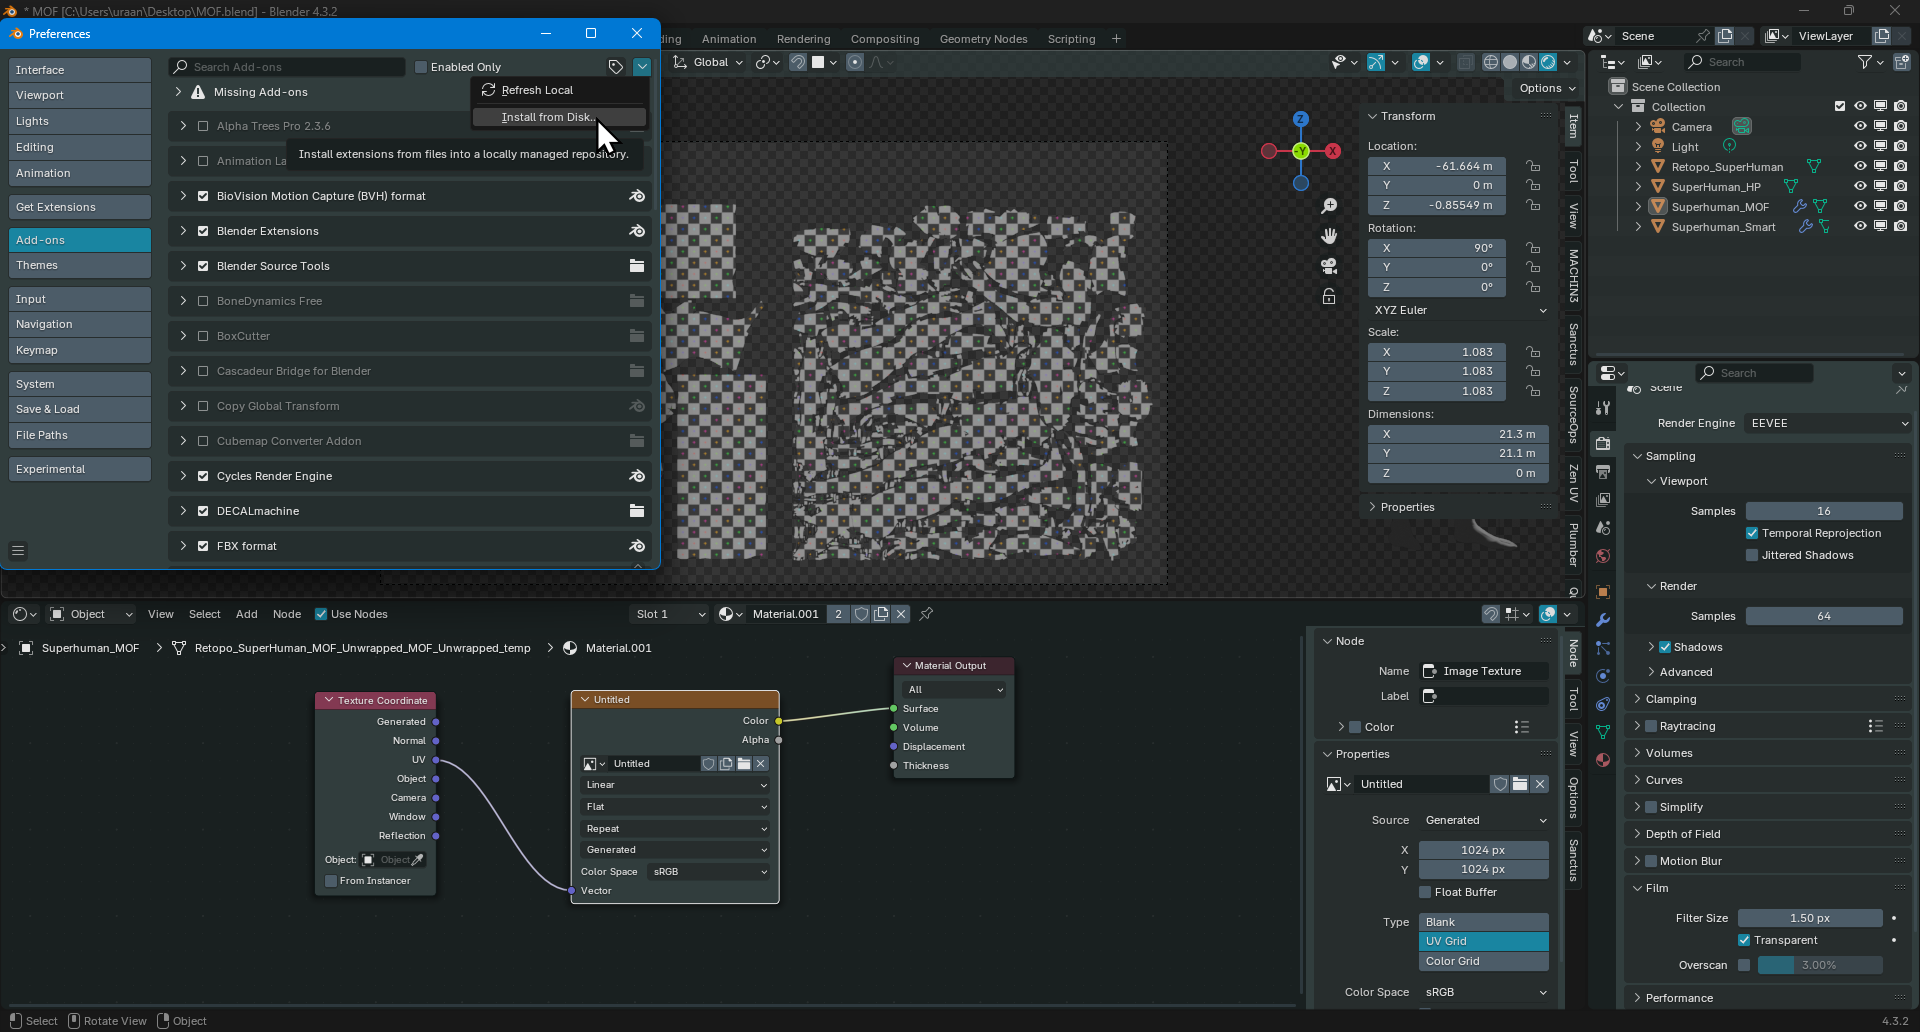 * MOF [C:\Users\uraan\Desktop\MOF.blend] - Blender 4.3.2
Preferences
Animation
Rendering
Compositing
Geometry Nodes
Scripting
Scene
ViewLayer
Interface
Viewport
Lights
Editing
Animation
Get Extensions
Add-ons
Themes
Input
Navigation
Keymap
System
Save & Load
File Paths
Experimental
Search Add-ons
Enabled Only
Missing Add-ons
Refresh Local
Install from Disk...
Install extensions from files into a locally managed repository.
Alpha Trees Pro 2.3.6
Animation La
BioVision Motion Capture (BVH) format
Blender Extensions
Blender Source Tools
BoneDynamics Free
BoxCutter
Cascadeur Bridge for Blender
Copy Global Transform
Cubemap Converter Addon
Cycles Render Engine
DECALmachine
FBX format
Global
Options
Z
-Y
X
Transform
Location:
X -61.664 m
Y 0 m
Z -0.85549 m
Rotation:
X 90°
Y 0°
Z 0°
XYZ Euler
Scale:
X 1.083
Y 1.083
Z 1.083
Dimensions:
X 21.3 m
Y 21.1 m
Z 0 m
Properties
Item
Tool
View
MACHIN3
Sanctus
SourceOps
Zen UV
Plumber
Search
Scene Collection
Collection
Camera
Light
Retopo_SuperHuman
SuperHuman_HP
Superhuman_MOF
Superhuman_Smart
Search
Scene
Render Engine EEVEE
Sampling
Viewport
Samples 16
Temporal Reprojection
Jittered Shadows
Render
Samples 64
Shadows
Advanced
Clamping
Raytracing
Volumes
Curves
Simplify
Depth of Field
Motion Blur
Film
Filter Size 1.50 px
Transparent
Overscan 3.00%
Performance
Object
View
Select
Add
Node
Use Nodes
Slot 1
Material.001
2
Superhuman_MOF
Retopo_SuperHuman_MOF_Unwrapped_MOF_Unwrapped_temp
Material.001
Texture Coordinate
Generated
Normal
UV
Object
Camera
Window
Reflection
Object: Object
From Instancer
Untitled
Color
Alpha
Untitled
Linear
Flat
Repeat
Generated
Color Space sRGB
Vector
Material Output
All
Surface
Volume
Displacement
Thickness
Node
Name Image Texture
Label
Color
Properties
Untitled
Source Generated
X 1024 px
Y 1024 px
Float Buffer
Type Blank
UV Grid
Color Grid
Color Space sRGB
Node
Tool
View
Options
Sanctus
Select
Rotate View
Object
4.3.2